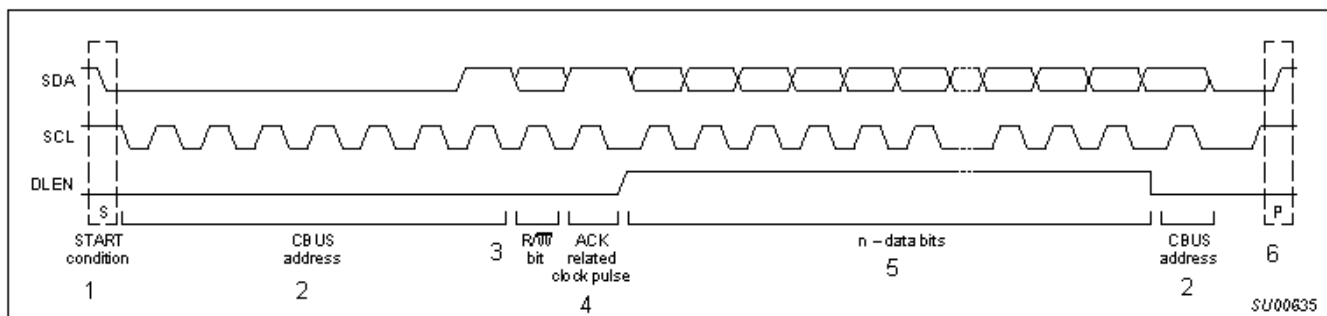 SDA
SCL
DLEN
S
P
START
condition
1
CBUS
address
2
3
R/W
bit
ACK
related
clock pulse
4
n – data bits
5
CBUS
address
2
6
SU00635